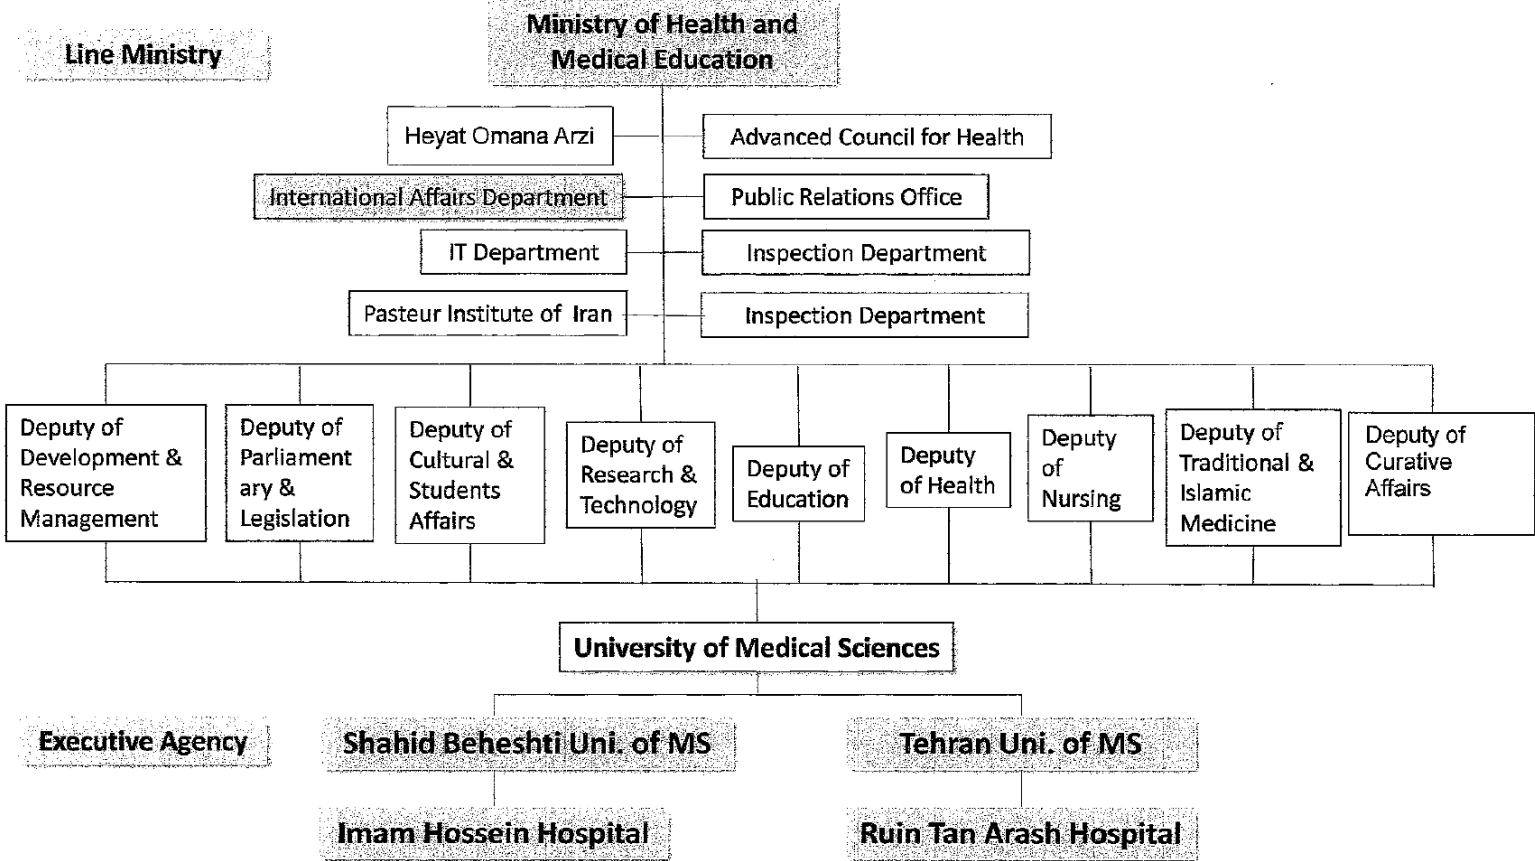 Ministry of Health and
Medical Education
Line Ministry
Heyat Omana Arzi
Advanced Council for Health
International Affairs Department
Public Relations Office
IT Department
Inspection Department
Pasteur Institute of Iran
Inspection Department
Deputy of
Development &
Resource
Management
Deputy of
Parliament
ary &
Legislation
Deputy of
Cultural &
Students
Affairs
Deputy of
Research &
Technology
Deputy of
Education
Deputy
of Health
Deputy
of
Nursing
Deputy of
Traditional &
Islamic
Medicine
Deputy of
Curative
Affairs
University of Medical Sciences
Executive Agency
Shahid Beheshti Uni. of MS
Tehran Uni. of MS
Imam Hossein Hospital
Ruin Tan Arash Hospital